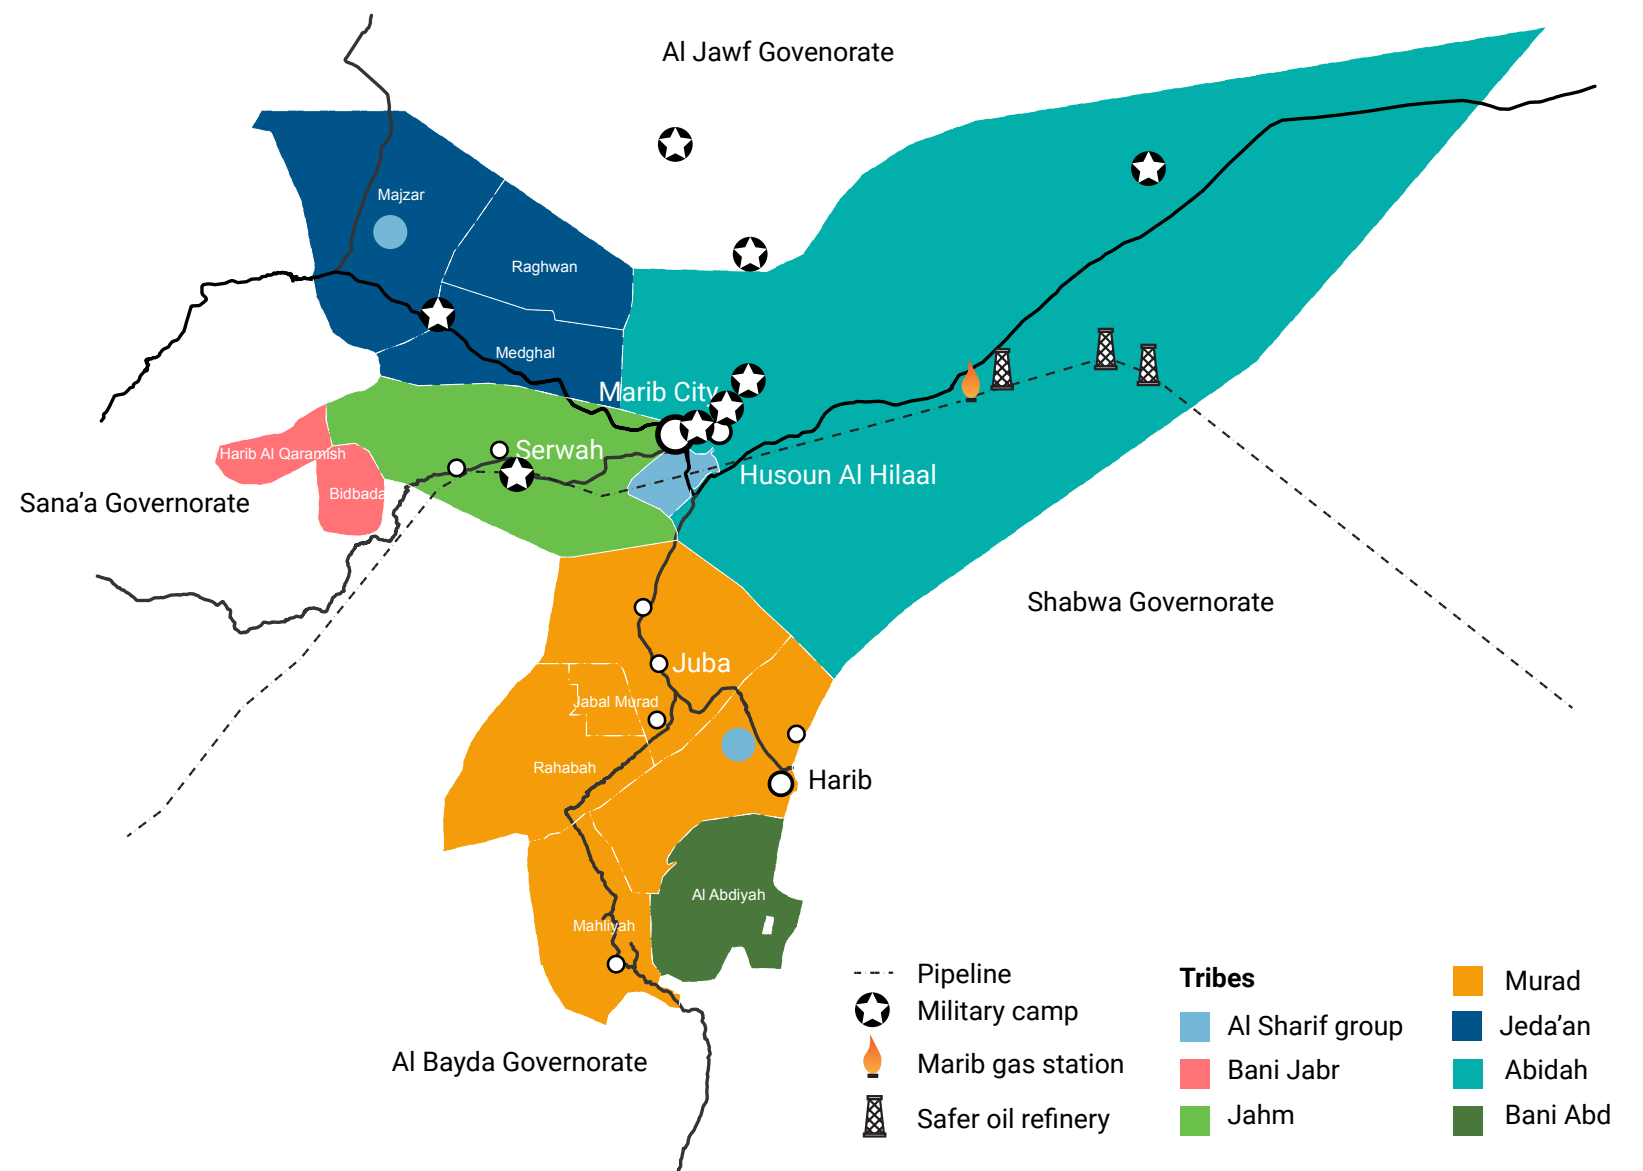 Al Jawf Govenorate
Majzar
Raghwan
Medghal
Marib City
Serwah
Harib Al Qaramish
Husoun Al Hilaal
Bidbada
Sana’a Governorate
Shabwa Governorate
Juba
Jabal Murad
Rahabah
Harib
Al Abdiyah
Mahliyah
Al Bayda Governorate
Pipeline
Military camp
Marib gas station
Safer oil refinery
Tribes
Al Sharif group
Bani Jabr
Jahm
Murad
Jeda’an
Abidah
Bani Abd